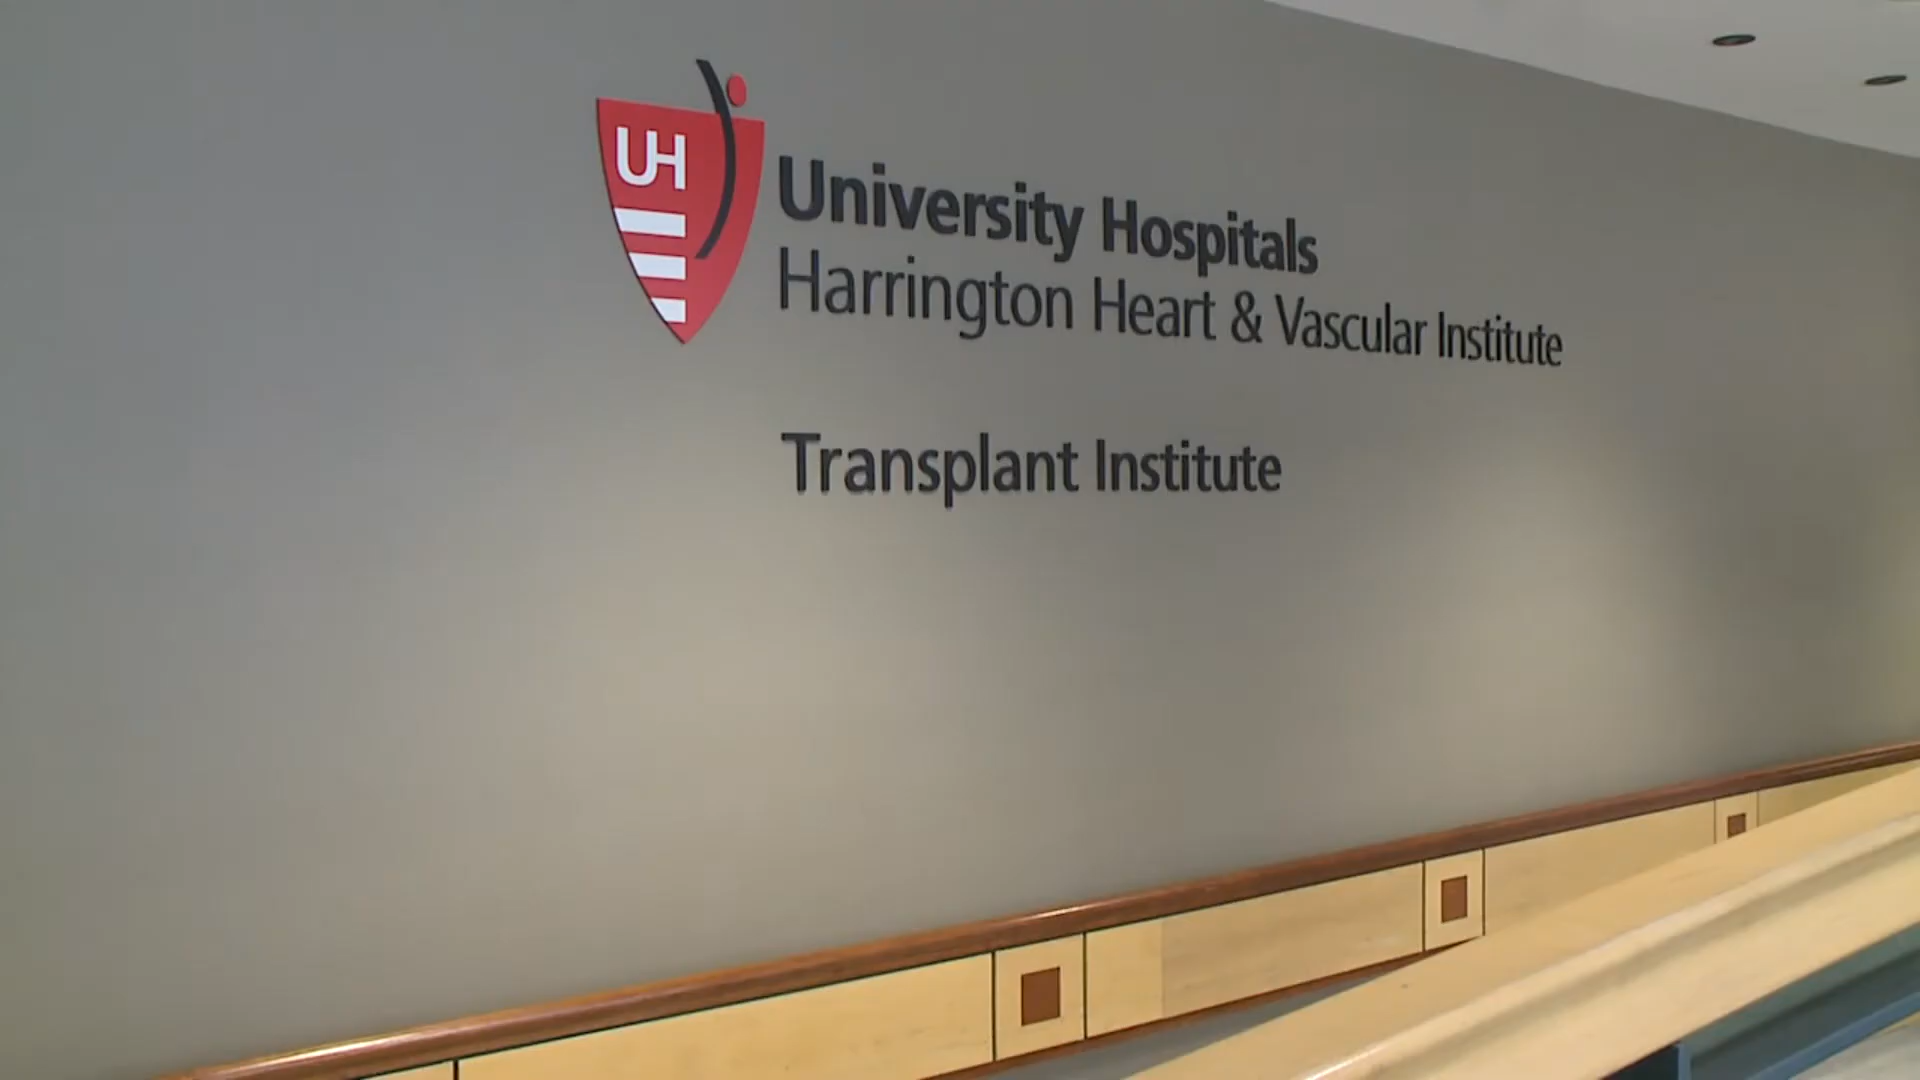 UH
University Hospitals
Harrington Heart & Vascular Institute
Transplant Institute